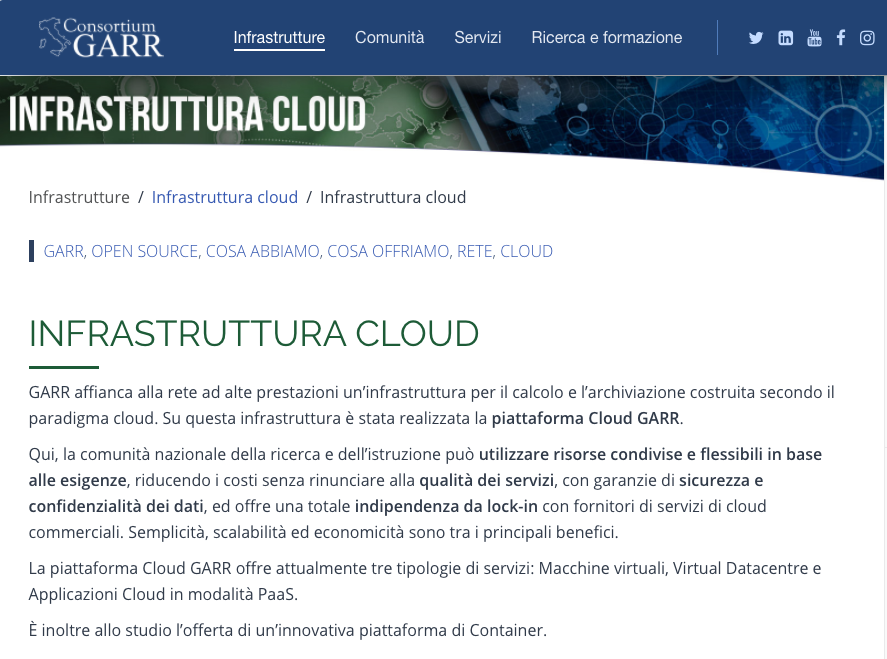 Consortium
GARR
Infrastrutture Comunità Servizi Ricerca e formazione
You
Tube
INFRASTRUTTURA CLOUD
Infrastrutture / Infrastruttura cloud / Infrastruttura cloud
GARR, OPEN SOURCE, COSA ABBIAMO, COSA OFFRIAMO, RETE, CLOUD
INFRASTRUTTURA CLOUD
GARR affianca alla rete ad alte prestazioni un’infrastruttura per il calcolo e l’archiviazione costruita secondo il
paradigma cloud. Su questa infrastruttura è stata realizzata la piattaforma Cloud GARR.
Qui, la comunità nazionale della ricerca e dell’istruzione può utilizzare risorse condivise e flessibili in base
alle esigenze, riducendo i costi senza rinunciare alla qualità dei servizi, con garanzie di sicurezza e
confidenzialità dei dati, ed offre una totale indipendenza da lock-in con fornitori di servizi di cloud
commerciali. Semplicità, scalabilità ed economicità sono tra i principali benefici.
La piattaforma Cloud GARR offre attualmente tre tipologie di servizi: Macchine virtuali, Virtual Datacentre e
Applicazioni Cloud in modalità PaaS.
È inoltre allo studio l’offerta di un’innovativa piattaforma di Container.